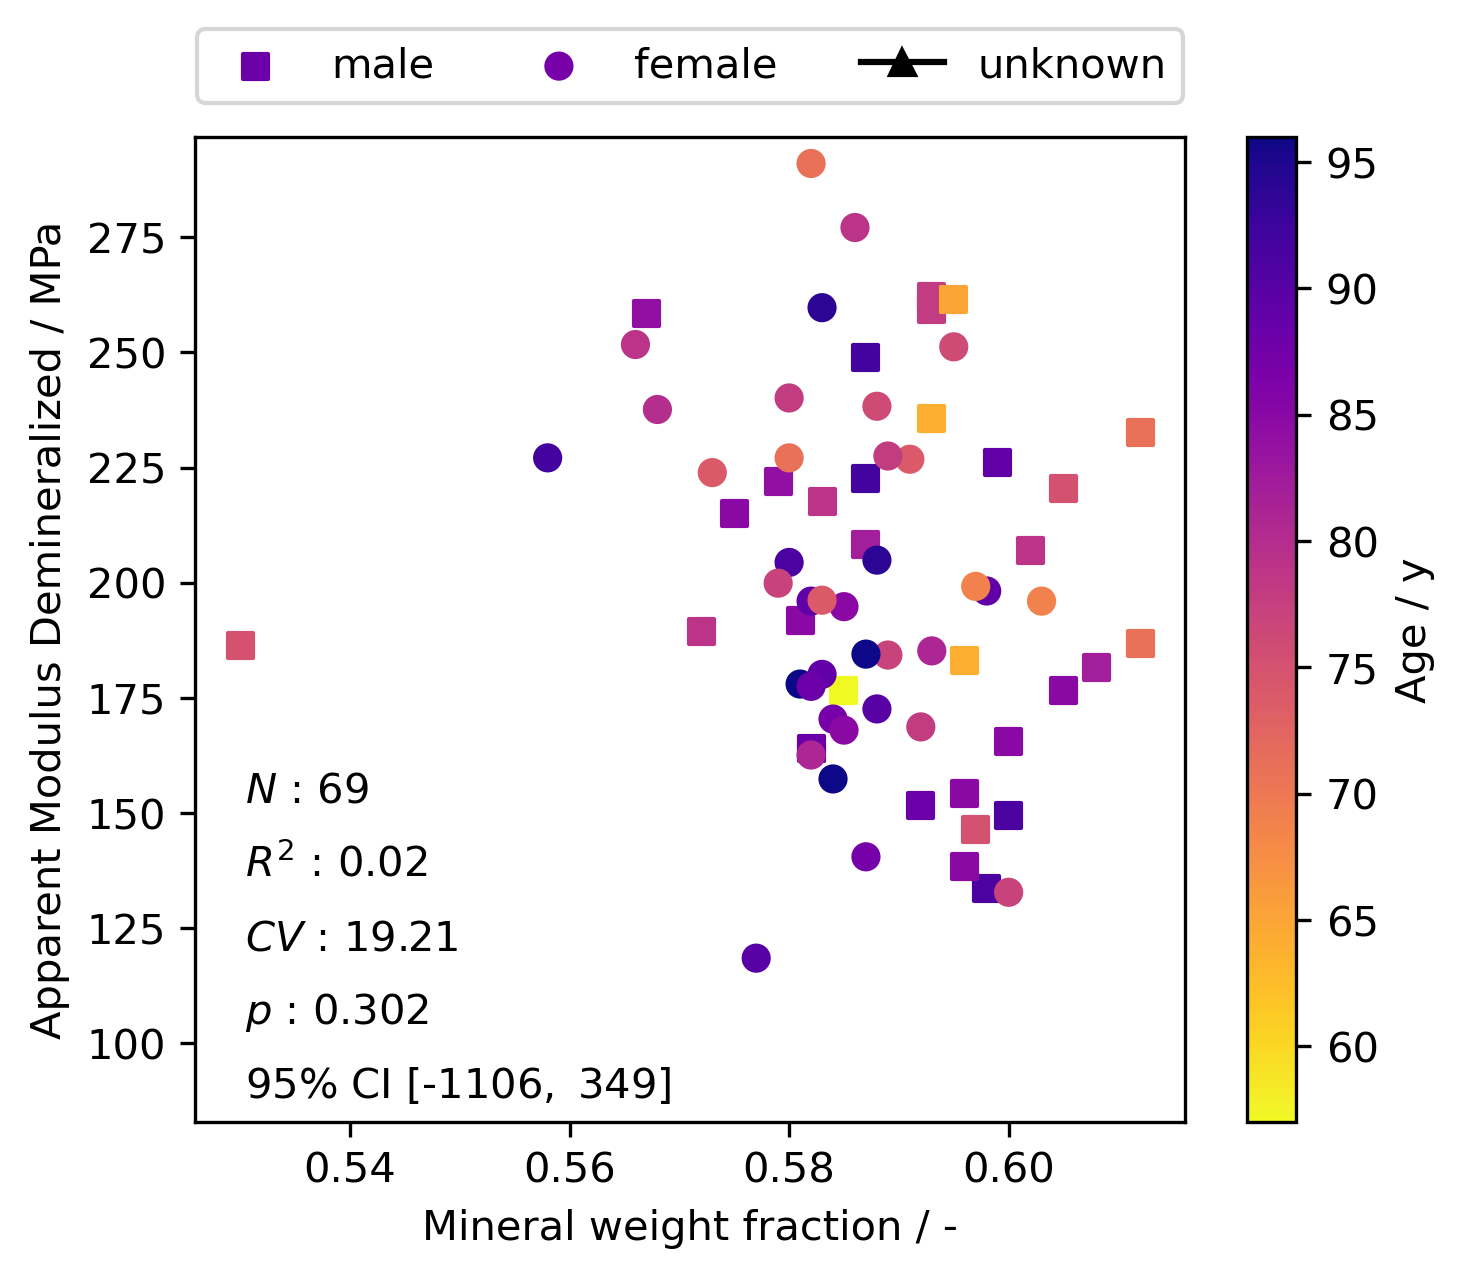 male female unknown
275
250
225
200
175
150
125
100
Apparent Modulus Demineralized / MPa
N : 69
R² : 0.02
CV : 19.21
p : 0.302
95% CI [-1106, 349]
0.54 0.56 0.58 0.60
Mineral weight fraction / -
95
90
85
80
75
70
65
60
Age / y